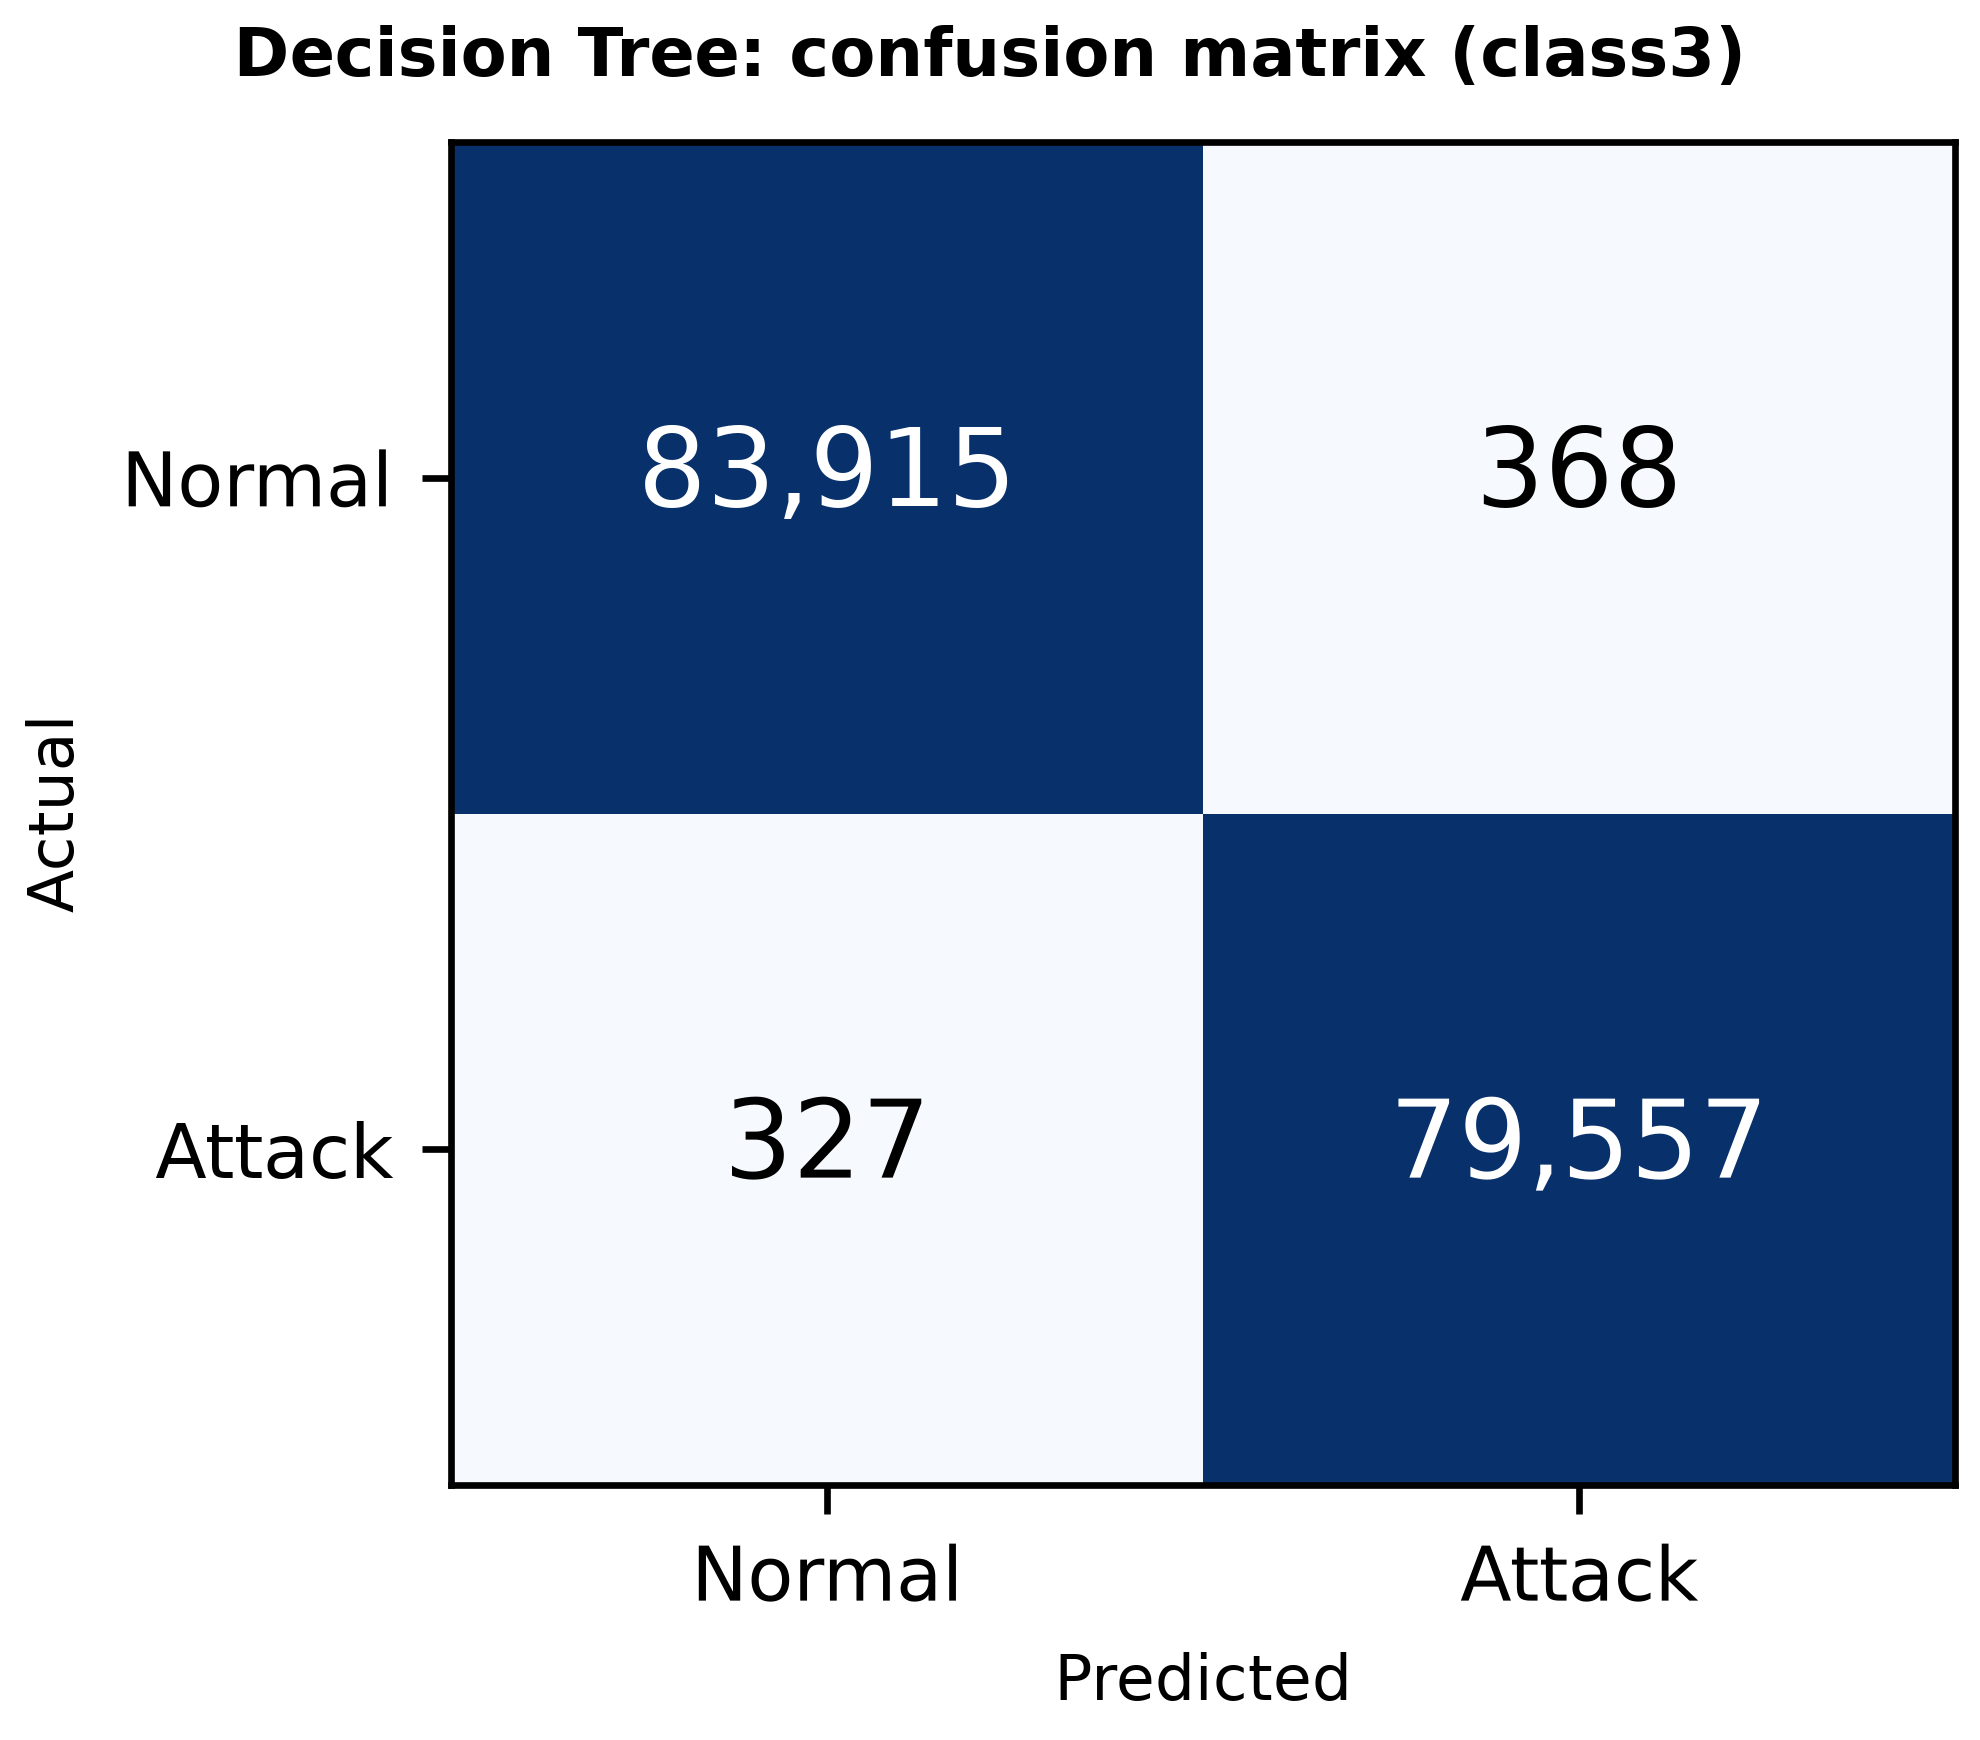 Decision Tree: confusion matrix (class3)
Actual
Normal
83,915
368
Attack
327
79,557
Normal
Attack
Predicted